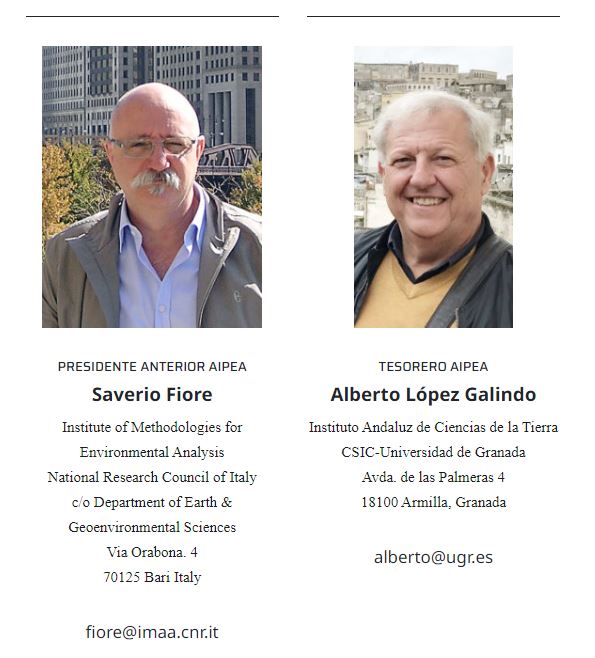 PRESIDENTE ANTERIOR AIPEA
Saverio Fiore
Institute of Methodologies for
Environmental Analysis
National Research Council of Italy
c/o Department of Earth &
Geoenvironmental Sciences
Via Orabona. 4
70125 Bari Italy
fiore@imaa.cnr.it
TESORERO AIPEA
Alberto López Galindo
Instituto Andaluz de Ciencias de la Tierra
CSIC-Universidad de Granada
Avda. de las Palmeras 4
18100 Armilla, Granada
alberto@ugr.es